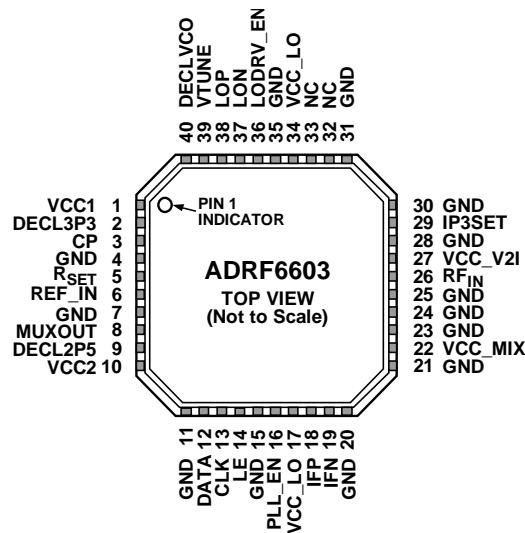 DECLVCO
VTUNE
LOP
LON
LODRV_EN
GND
VCC_LO
NC
NC
GND
40 39 38 37 36 35 34 33 32 31
VCC1 1
DECL3P3 2
CP 3
GND 4
RSET 5
REF_IN 6
GND 7
MUXOUT 8
DECL2P5 9
VCC2 10
PIN 1
INDICATOR
ADRF6603
TOP VIEW
(Not to Scale)
30 GND
29 IP3SET
28 GND
27 VCC_V2I
26 RFIN
25 GND
24 GND
23 GND
22 VCC_MIX
21 GND
GND 11
DATA 12
CLK 13
LE 14
GND 15
PLL_EN 16
VCC_LO 17
IFP 18
IFN 19
GND 20